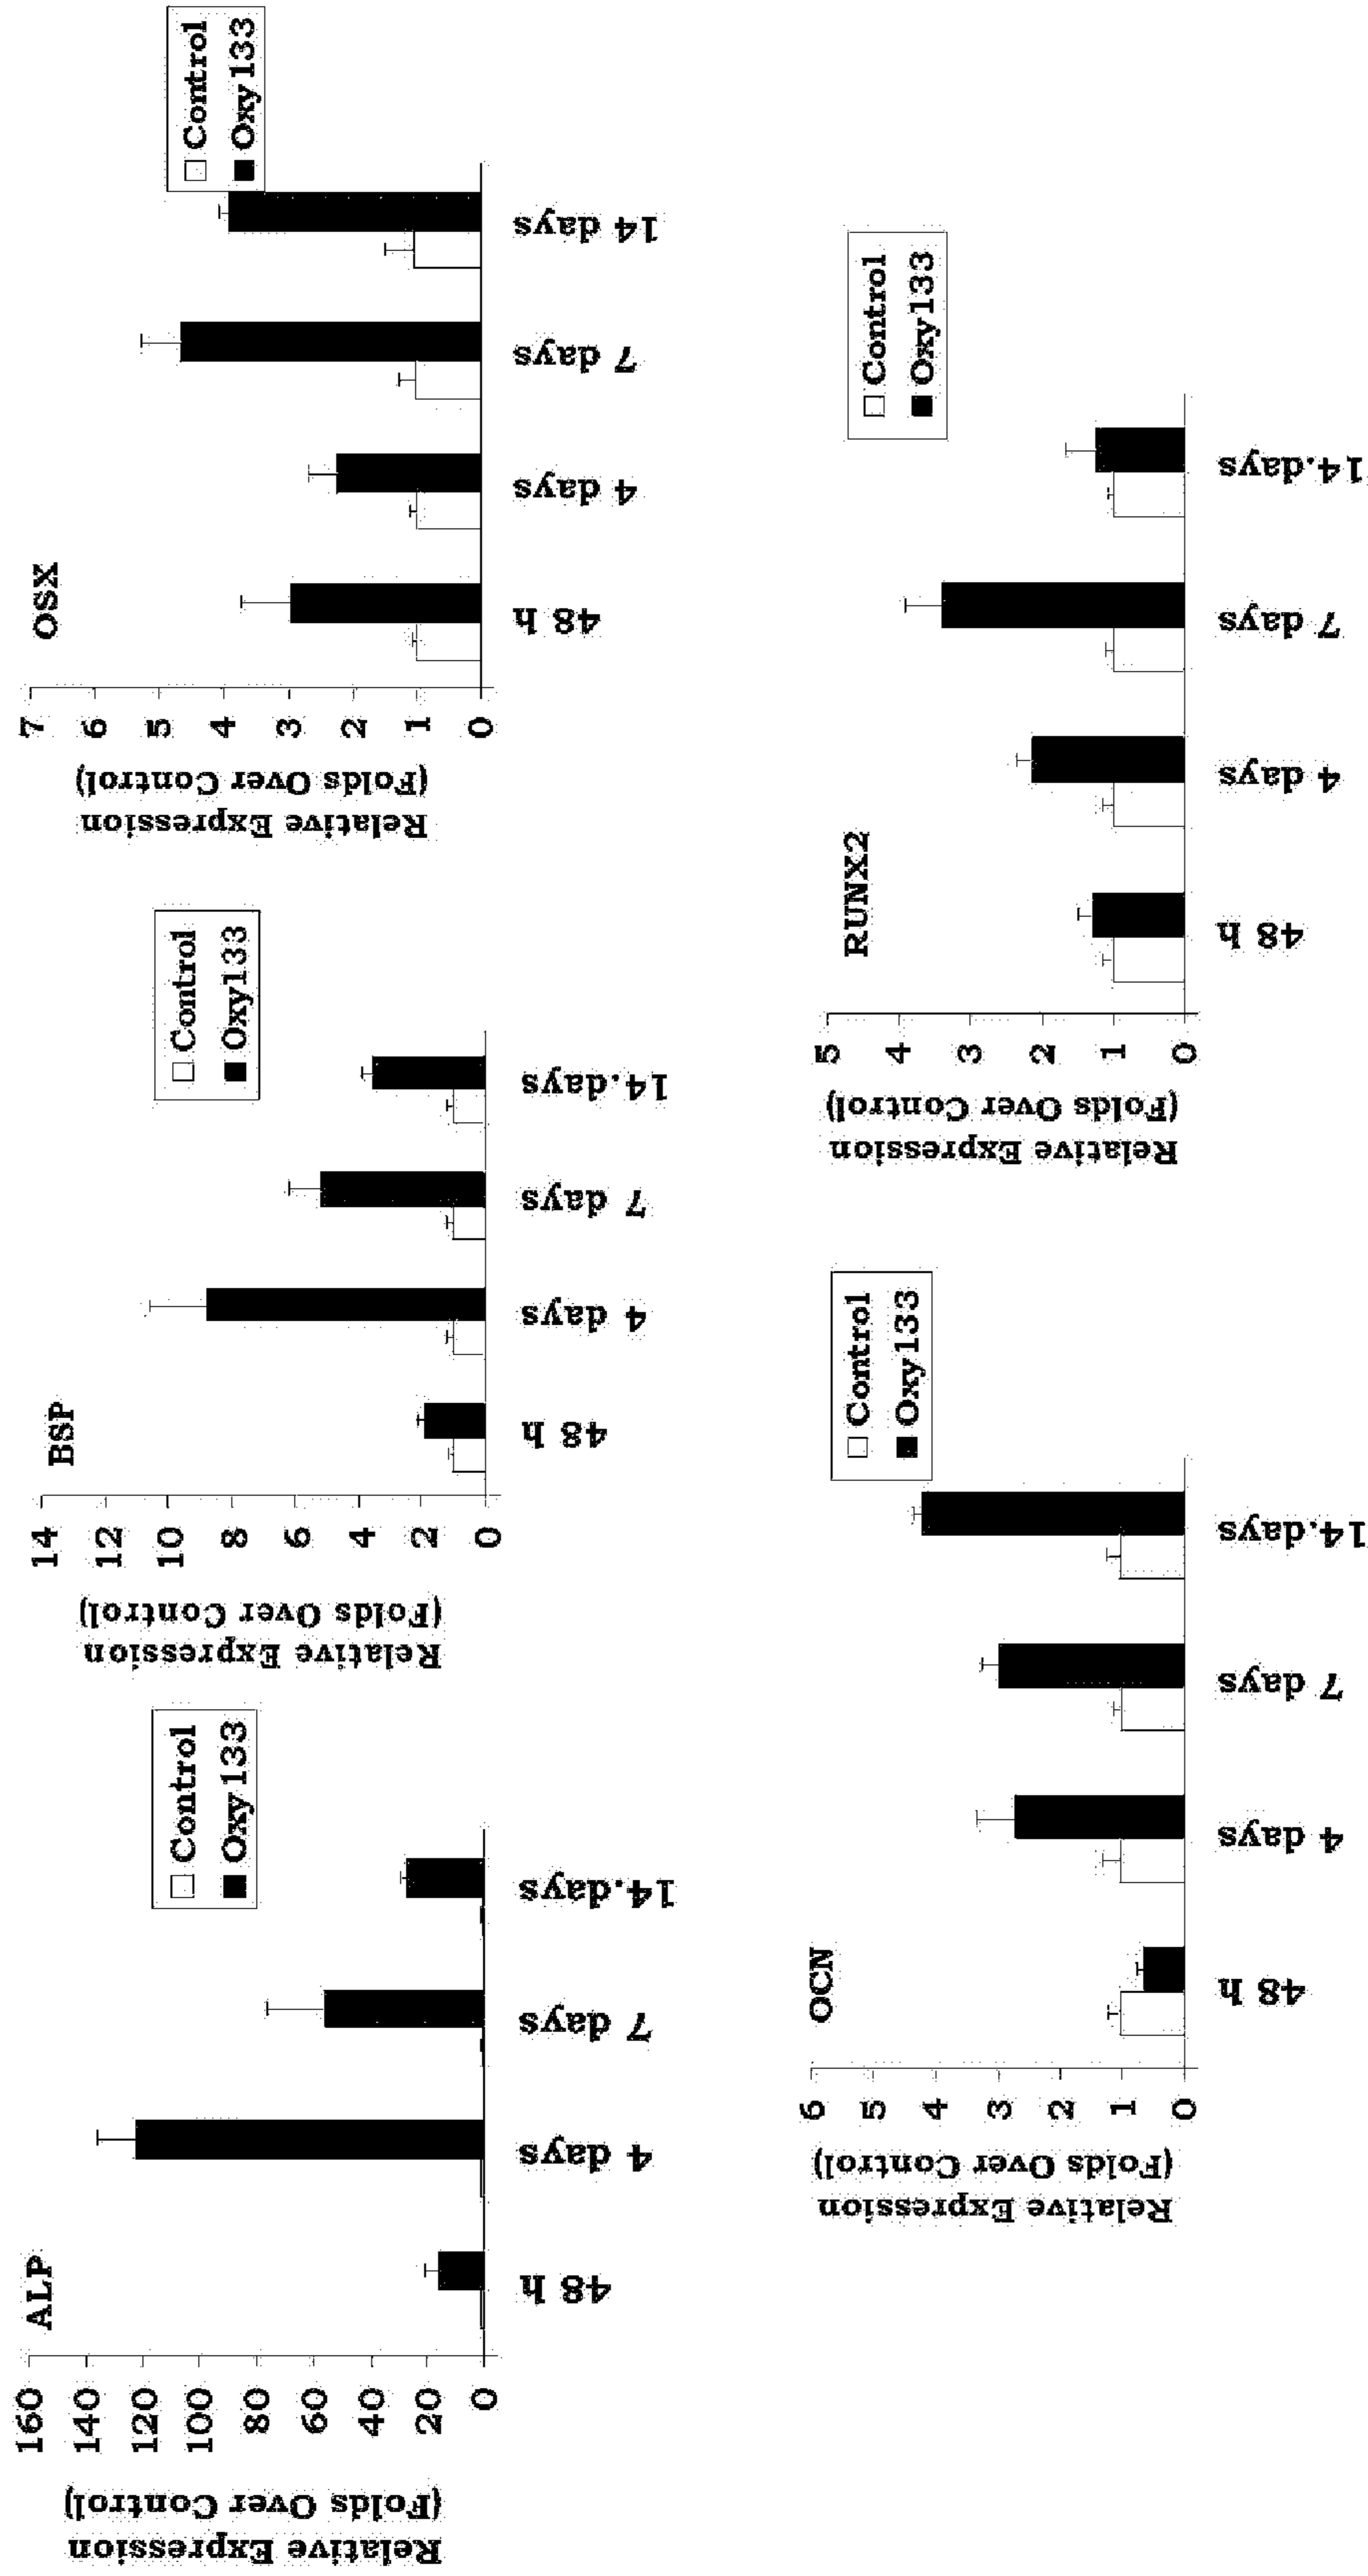 ALP
Relative Expression
(Folds Over Control)
160
140
120
100
80
60
40
20
0
48 h
4 days
7 days
14.days
Control
Oxy133
BSP
Relative Expression
(Folds Over Control)
14
12
10
8
6
4
2
0
48 h
4 days
7 days
14.days
Control
Oxy133
OSX
Relative Expression
(Folds Over Control)
7
6
5
4
3
2
1
0
48 h
4 days
7 days
14 days
Control
Oxy133
OCN
Relative Expression
(Folds Over Control)
6
5
4
3
2
1
0
48 h
4 days
7 days
14.days
Control
Oxy133
RUNX2
Relative Expression
(Folds Over Control)
5
4
3
2
1
0
48 h
4 days
7 days
14.days
Control
Oxy133